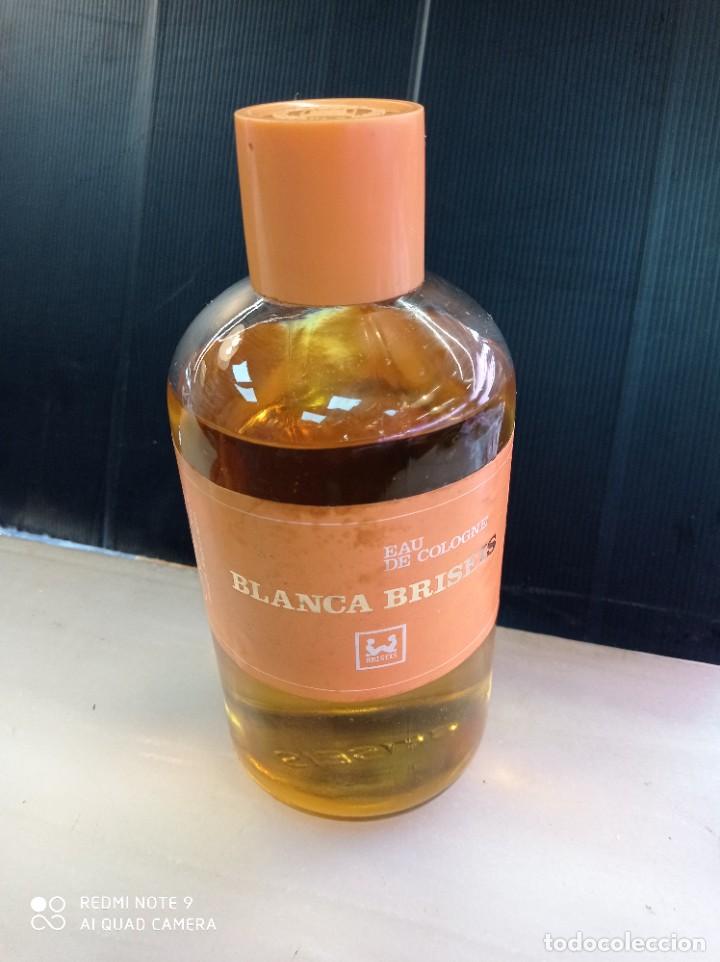 EAU
DE COLOGNE
BLANCA BRISEIS
BRISEIS
REDMI NOTE 9
AI QUAD CAMERA
todocoleccion